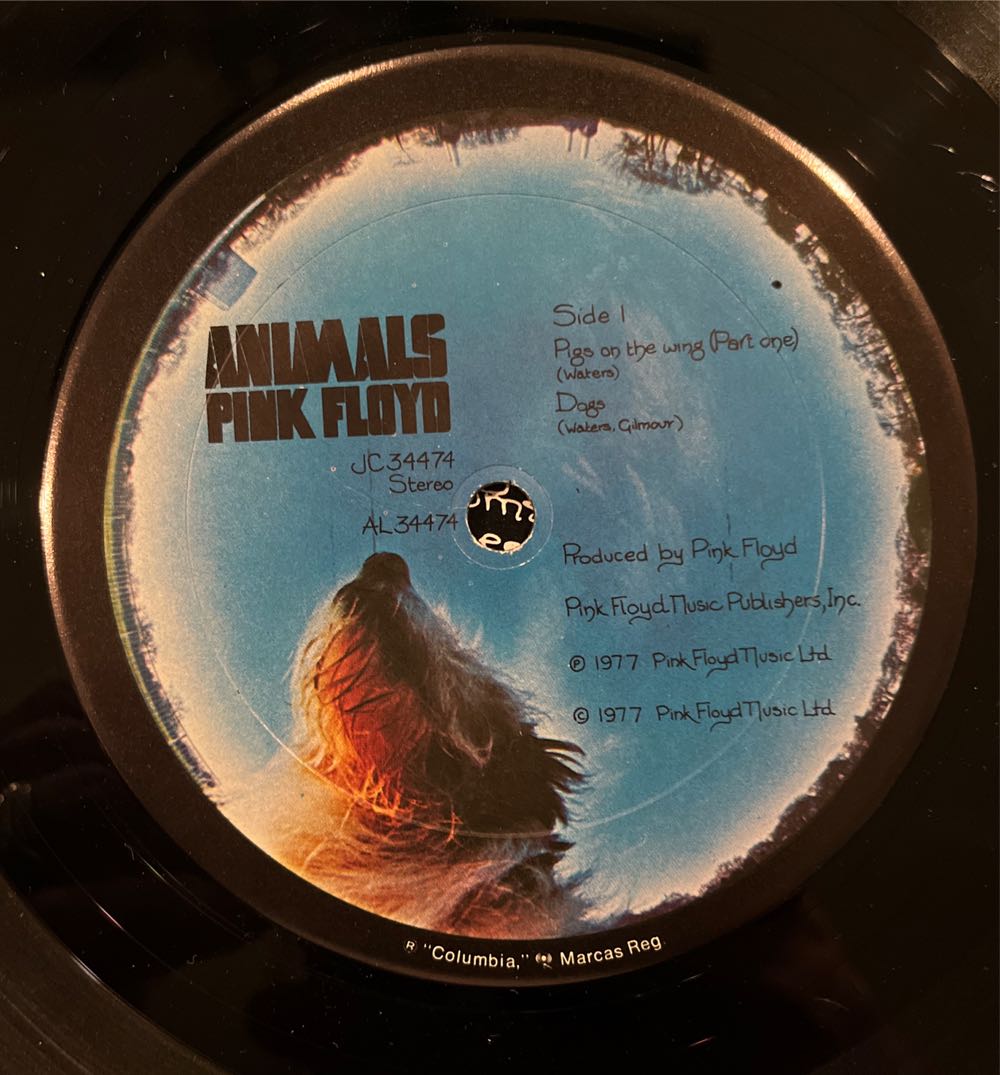 ANIMALS
PINK FLOYD
JC 34474
Stereo
AL 34474
Side 1
Pigs on the wing (Part one)
(Waters)
Dogs
(Waters, Gilmour)
Produced by Pink Floyd
Pink Floyd Music Publishers, Inc.
℗ 1977 Pink Floyd Music Ltd
© 1977 Pink Floyd Music Ltd
® "Columbia," Marcas Reg.